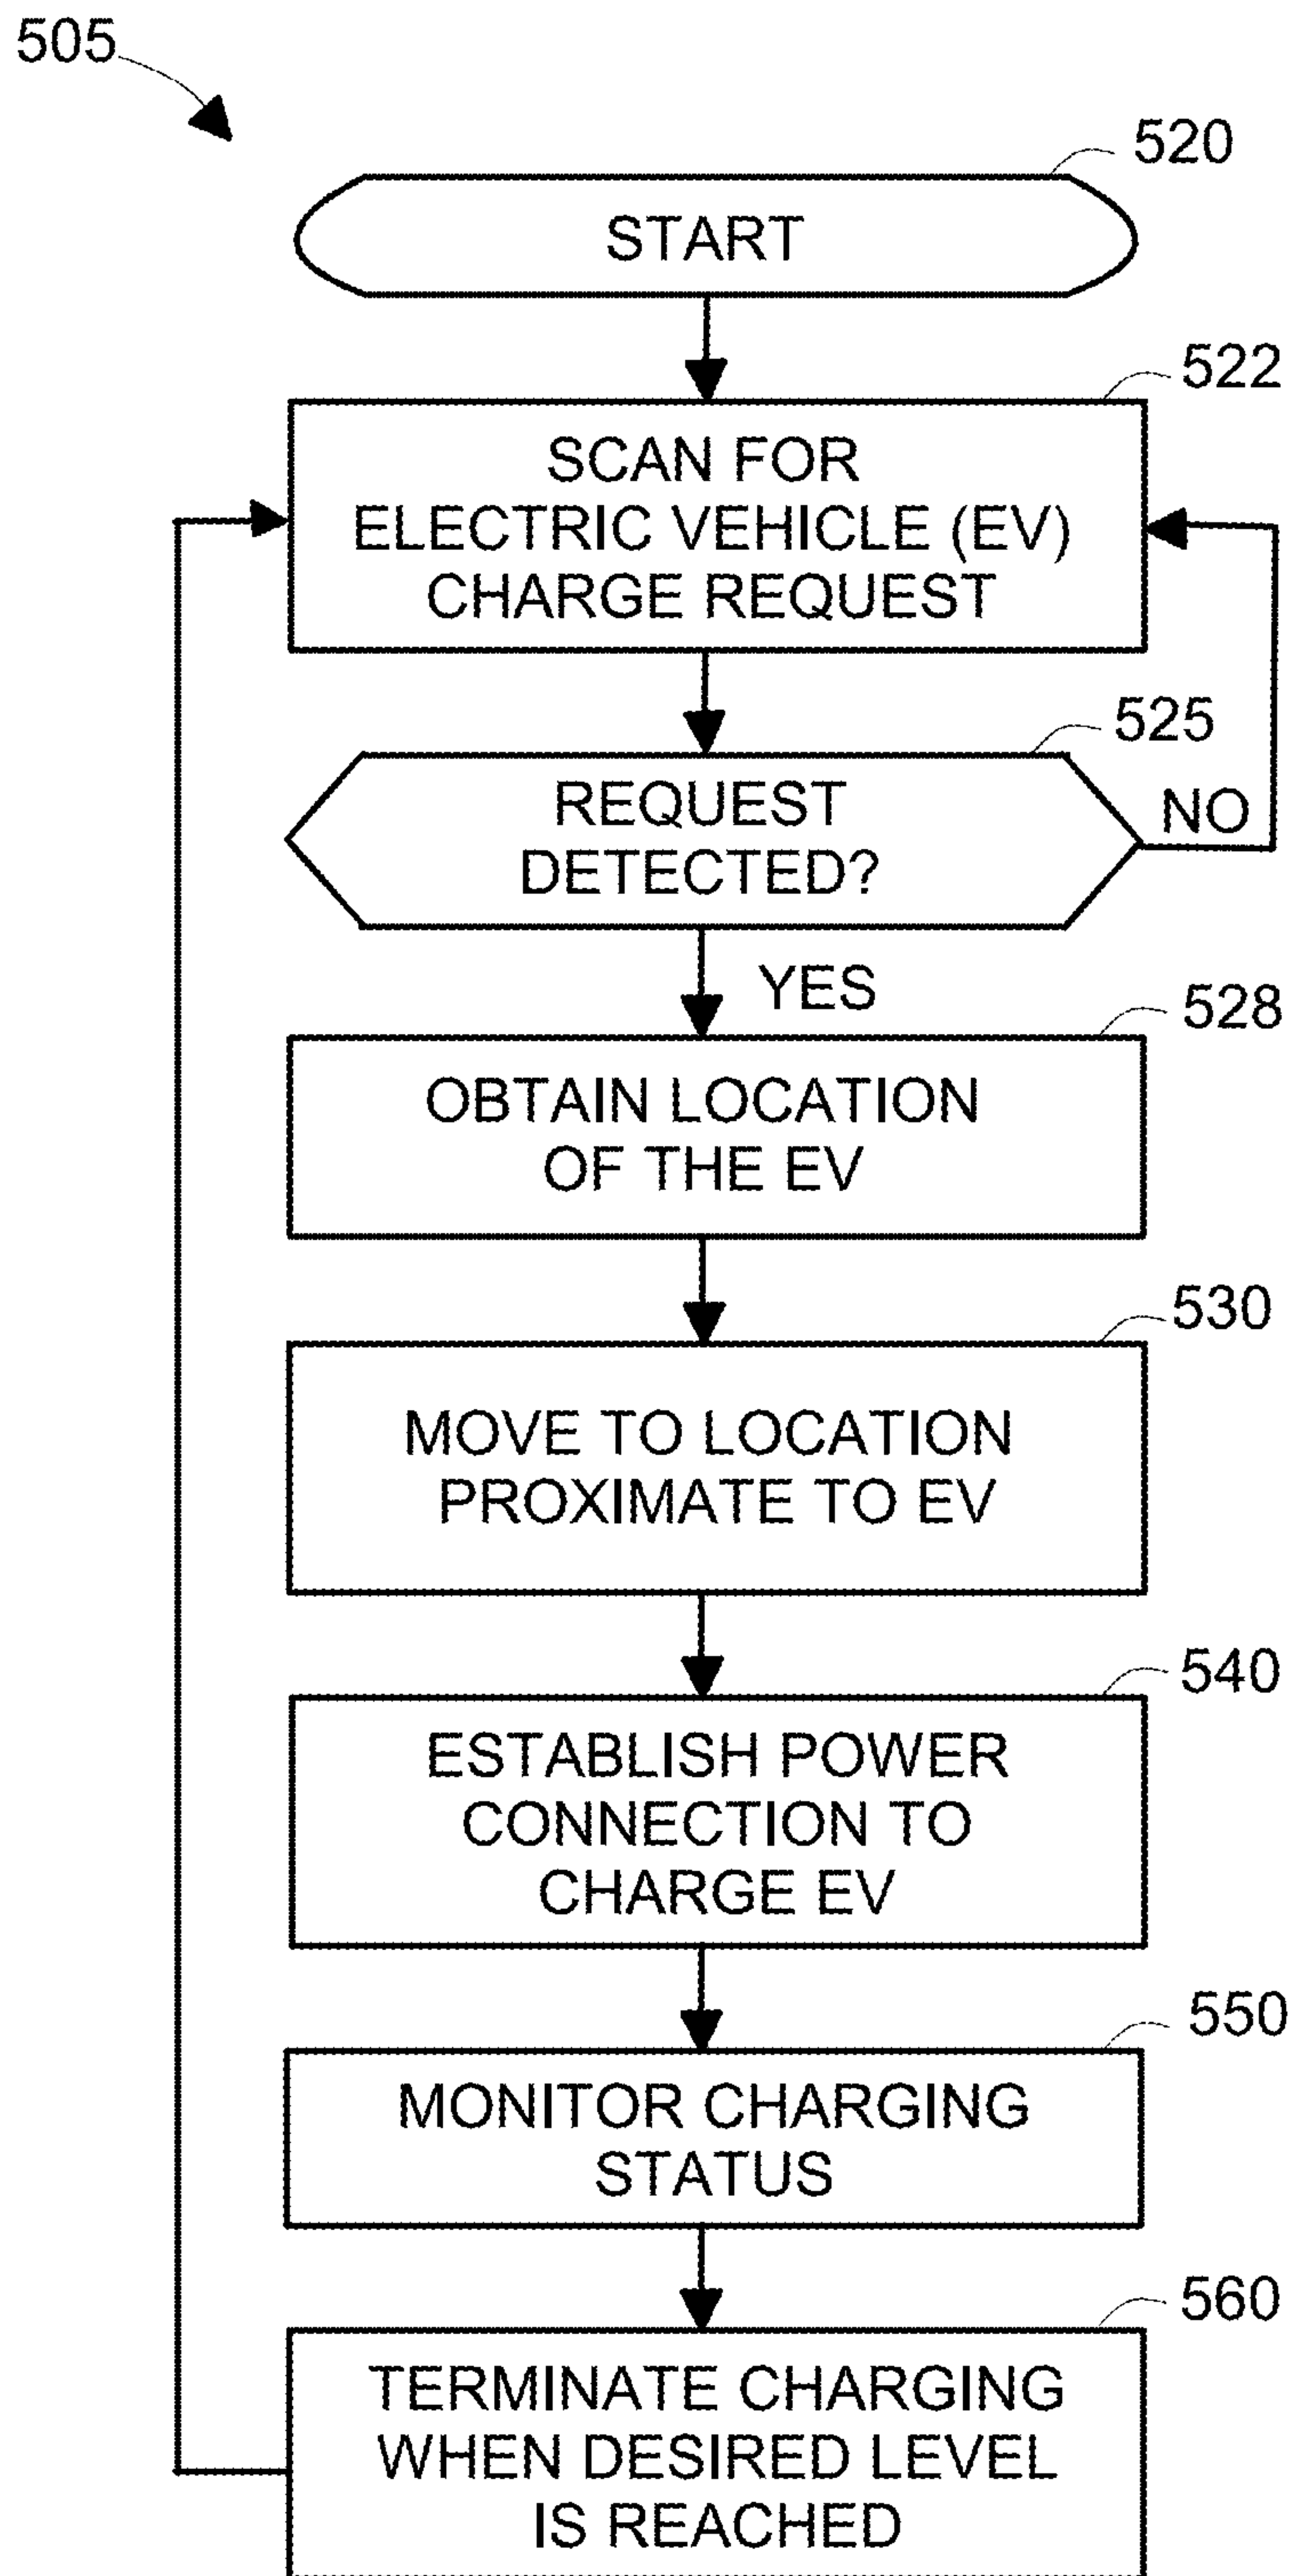 505
520
START
522
SCAN FOR
ELECTRIC VEHICLE (EV)
CHARGE REQUEST
525
REQUEST
DETECTED?
NO
YES
528
OBTAIN LOCATION
OF THE EV
530
MOVE TO LOCATION
PROXIMATE TO EV
540
ESTABLISH POWER
CONNECTION TO
CHARGE EV
550
MONITOR CHARGING
STATUS
560
TERMINATE CHARGING
WHEN DESIRED LEVEL
IS REACHED